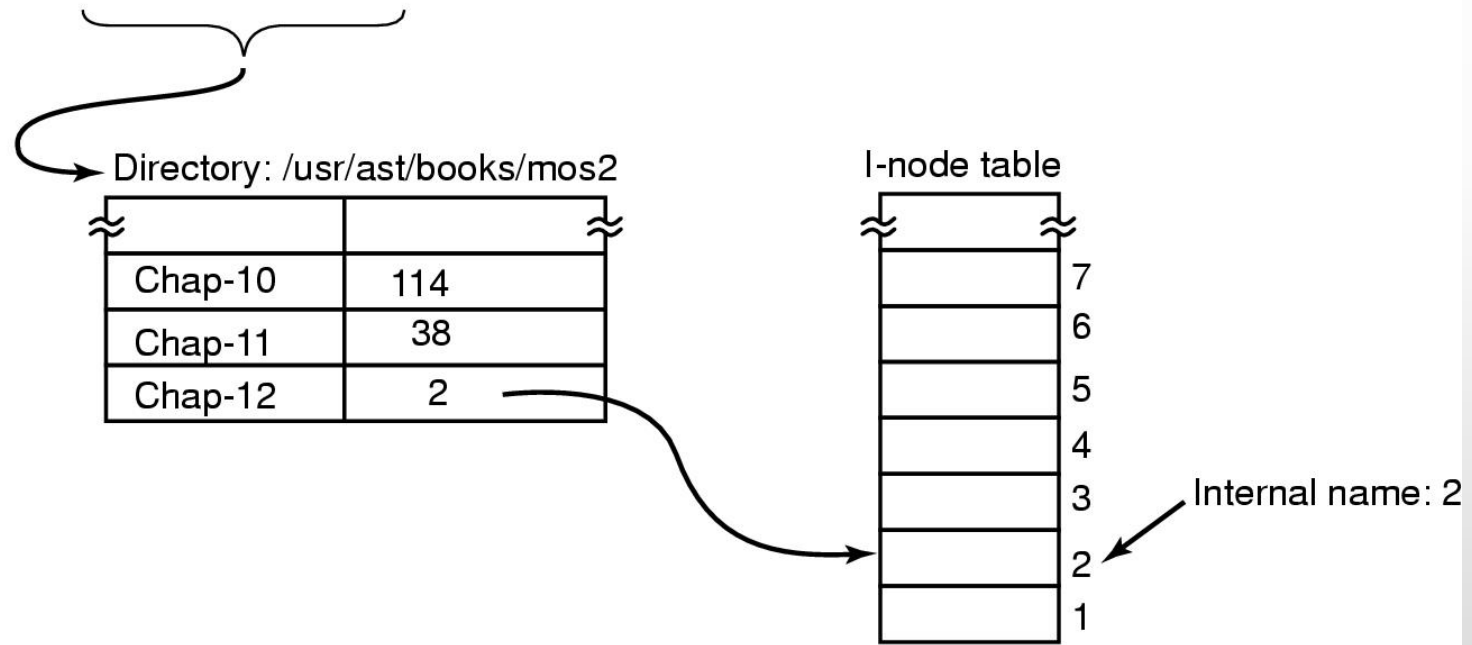 Directory: /usr/ast/books/mos2
Chap-10 114
Chap-11 38
Chap-12 2
I-node table
7
6
5
4
3
2
1
Internal name: 2